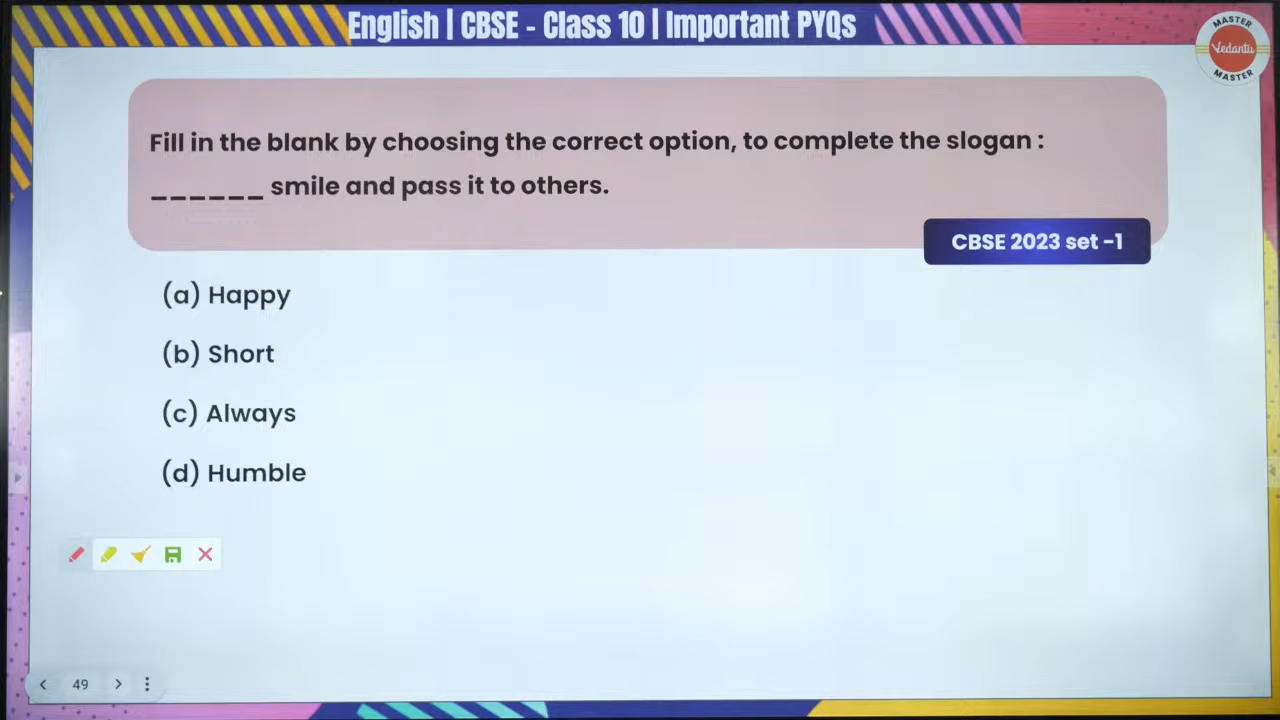 English | CBSE - Class 10 | Important PYQs
MASTER
Vedantu
MASTER
Fill in the blank by choosing the correct option, to complete the slogan :
______ smile and pass it to others.
CBSE 2023 set -1
(a) Happy
(b) Short
(c) Always
(d) Humble
49